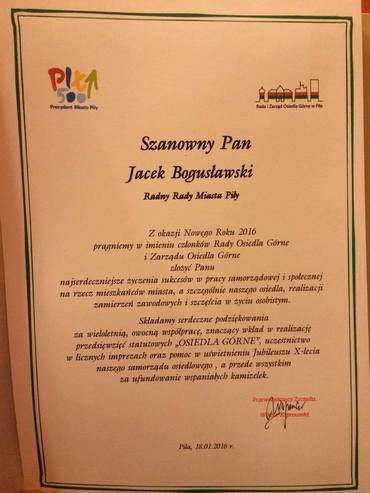 PIŁA
500
Prezydent Miasta Piły
Rada i Zarząd Osiedla Górne w Pile
Szanowny Pan
Jacek Bogusławski
Radny Rady Miasta Piły
Z okazji Nowego Roku 2016
pragniemy w imieniu członków Rady Osiedla Górne
i Zarządu Osiedla Górne
złożyć Panu
najserdeczniejsze życzenia sukcesów w pracy samorządowej i społecznej
na rzecz mieszkańców miasta, a szczególnie naszego osiedla, realizacji
zamierzeń zawodowych i szczęścia w życiu osobistym.
Składamy serdeczne podziękowania
za wieloletnią, owocną współpracę, znaczący wkład w realizację
przedsięwzięć statutowych „OSIEDLA GÓRNE", uczestnictwo
w licznych imprezach oraz pomoc w uświetnieniu Jubileuszu X-lecia
naszego samorządu osiedlowego , a przede wszystkim
za ufundowanie wspaniałych kamizelek.
Przewodniczący Zarządu
Piła, 18.01.2016 r.